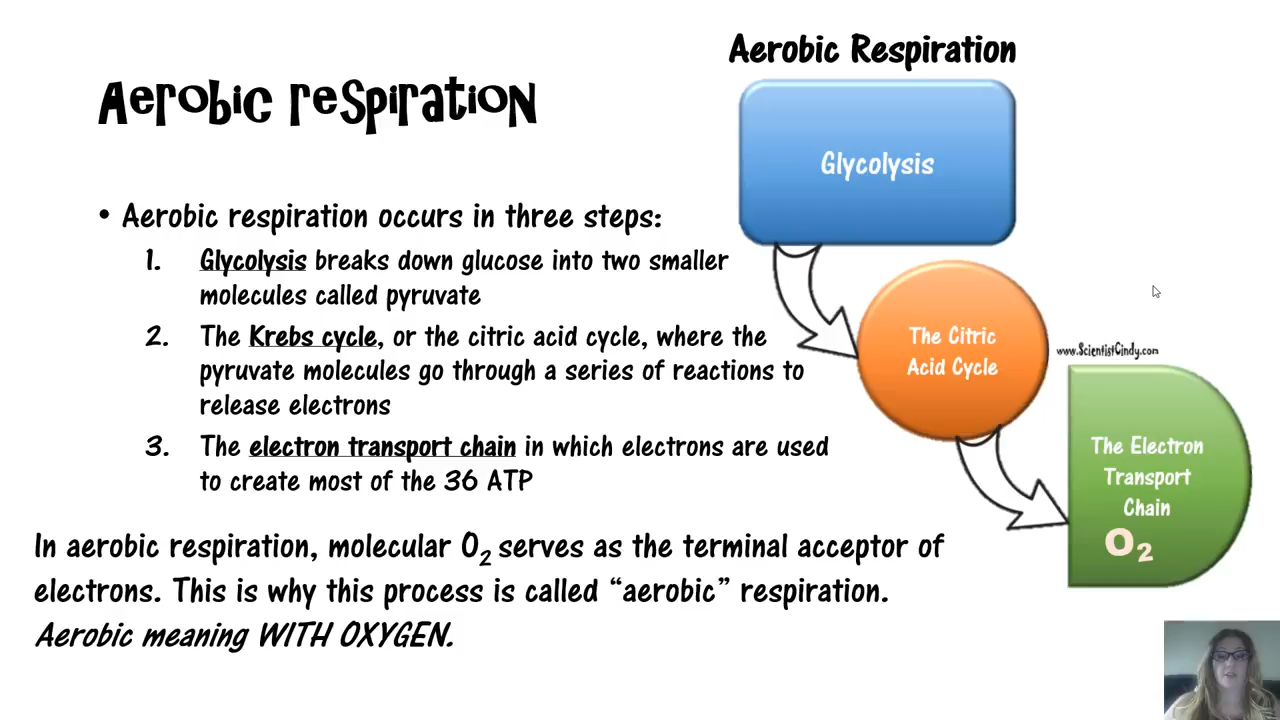 Aerobic respiration
• Aerobic respiration occurs in three steps:
1. Glycolysis breaks down glucose into two smaller
molecules called pyruvate
2. The Krebs cycle, or the citric acid cycle, where the
pyruvate molecules go through a series of reactions to
release electrons
3. The electron transport chain in which electrons are used
to create most of the 36 ATP
In aerobic respiration, molecular O₂ serves as the terminal acceptor of
electrons. This is why this process is called “aerobic” respiration.
Aerobic meaning WITH OXYGEN.
Aerobic Respiration
Glycolysis
The Citric
Acid Cycle
www.ScientistCindy.com
The Electron
Transport
Chain
O₂